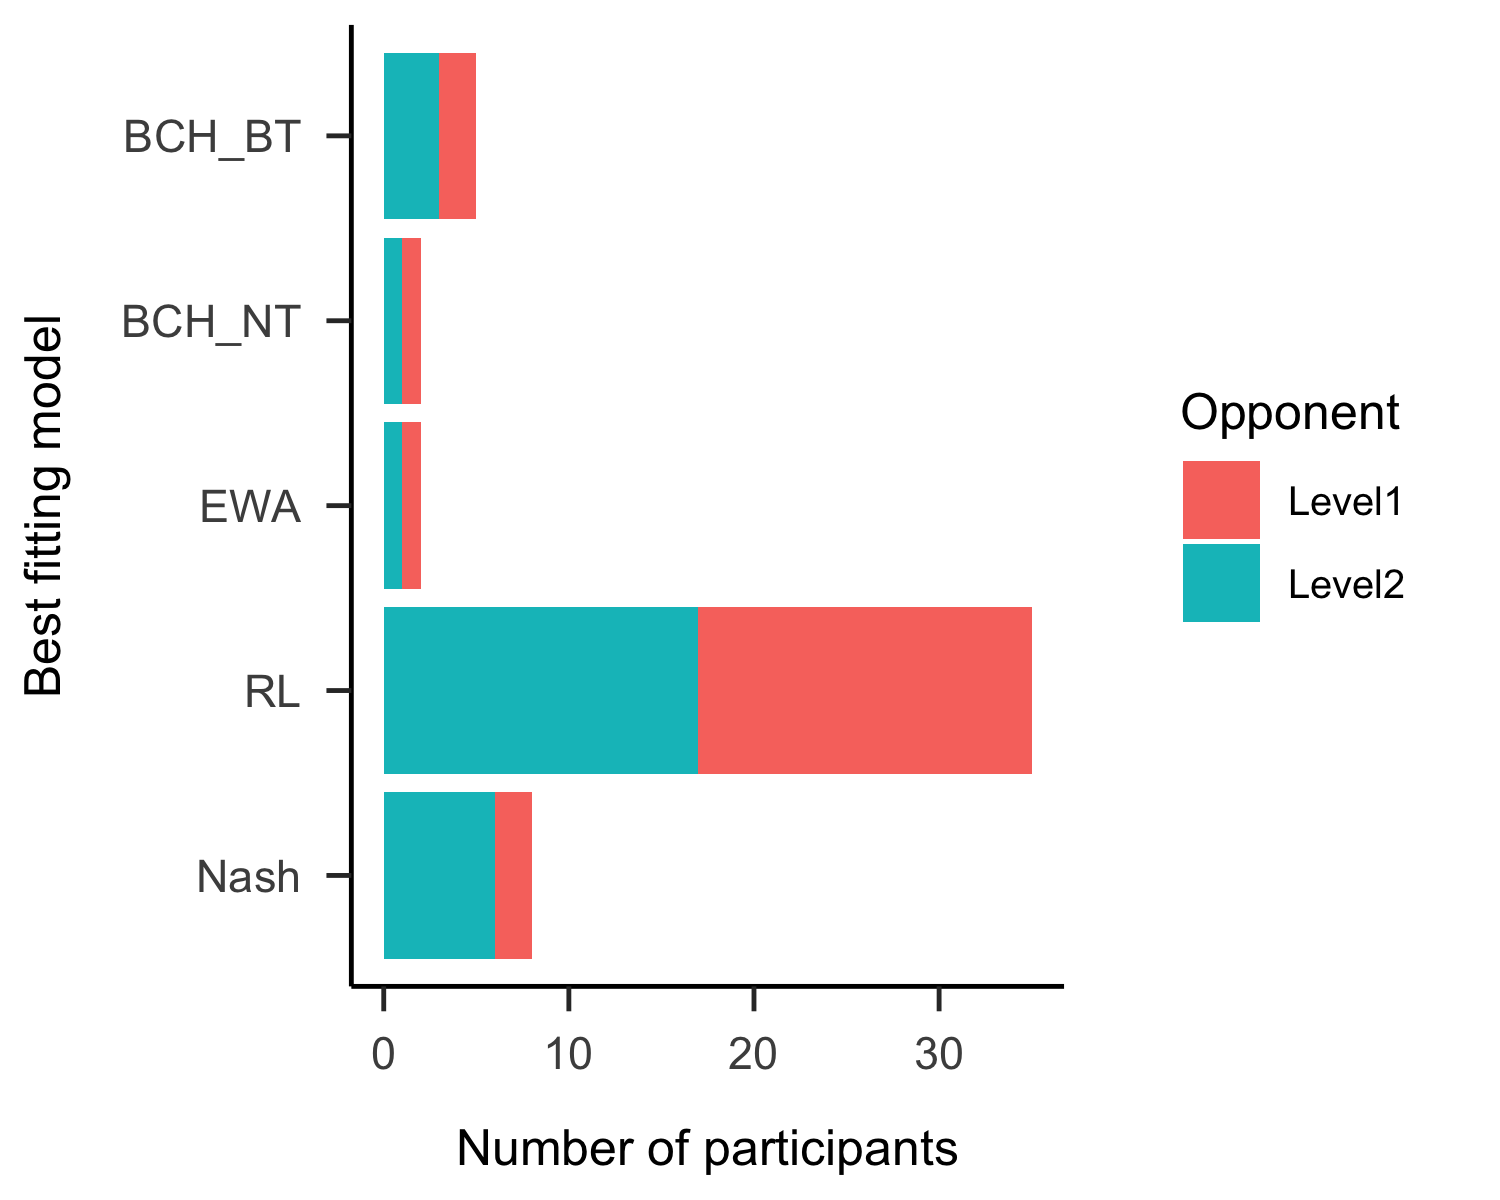 Best fitting model
BCH_BT
BCH_NT
EWA
RL
Nash
0 10 20 30
Number of participants
Opponent
Level1
Level2